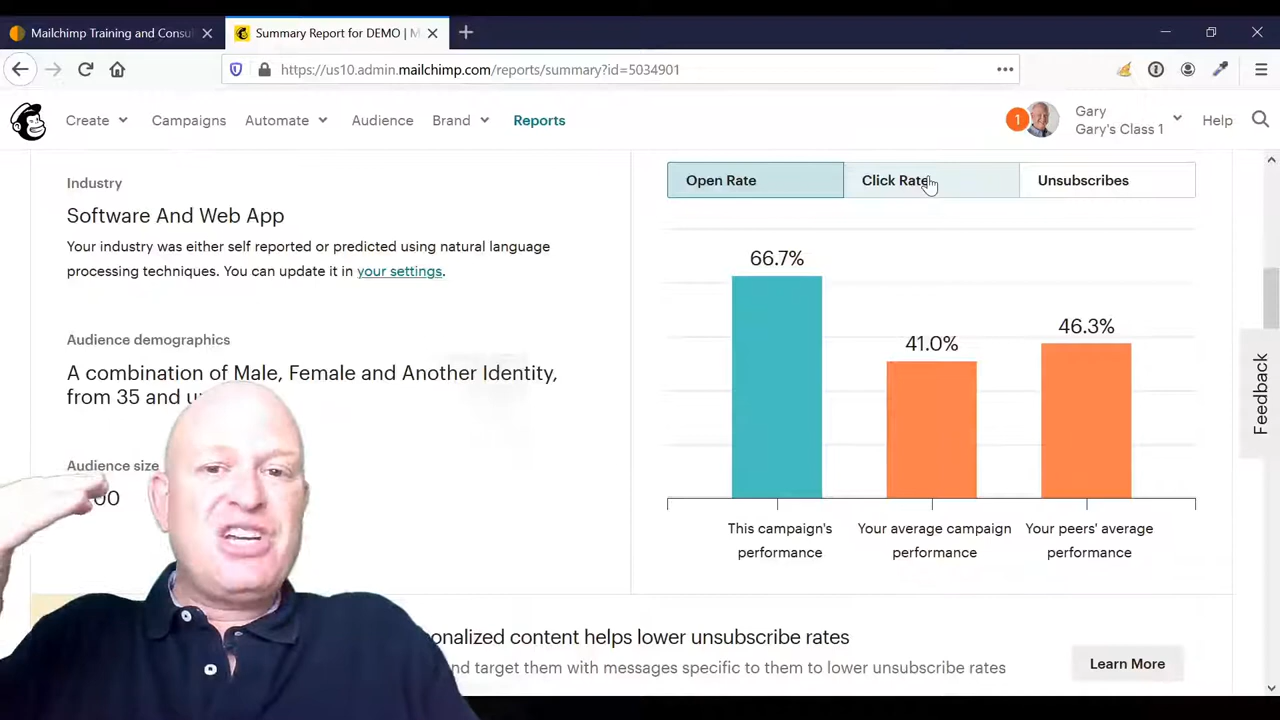 Mailchimp Training and Consul
Summary Report for DEMO | M
https://us10.admin.mailchimp.com/reports/summary?id=5034901
Create
Campaigns
Automate
Audience
Brand
Reports
1
Gary
Gary's Class 1
Help
Industry
Software And Web App
Your industry was either self reported or predicted using natural language
processing techniques. You can update it in your settings.
Audience demographics
A combination of Male, Female and Another Identity,
from 35 and u
Audience size
00
Open Rate
Click Rate
Unsubscribes
66.7%
41.0%
46.3%
This campaign's
performance
Your average campaign
performance
Your peers' average
performance
onalized content helps lower unsubscribe rates
and target them with messages specific to them to lower unsubscribe rates
Learn More
Feedback